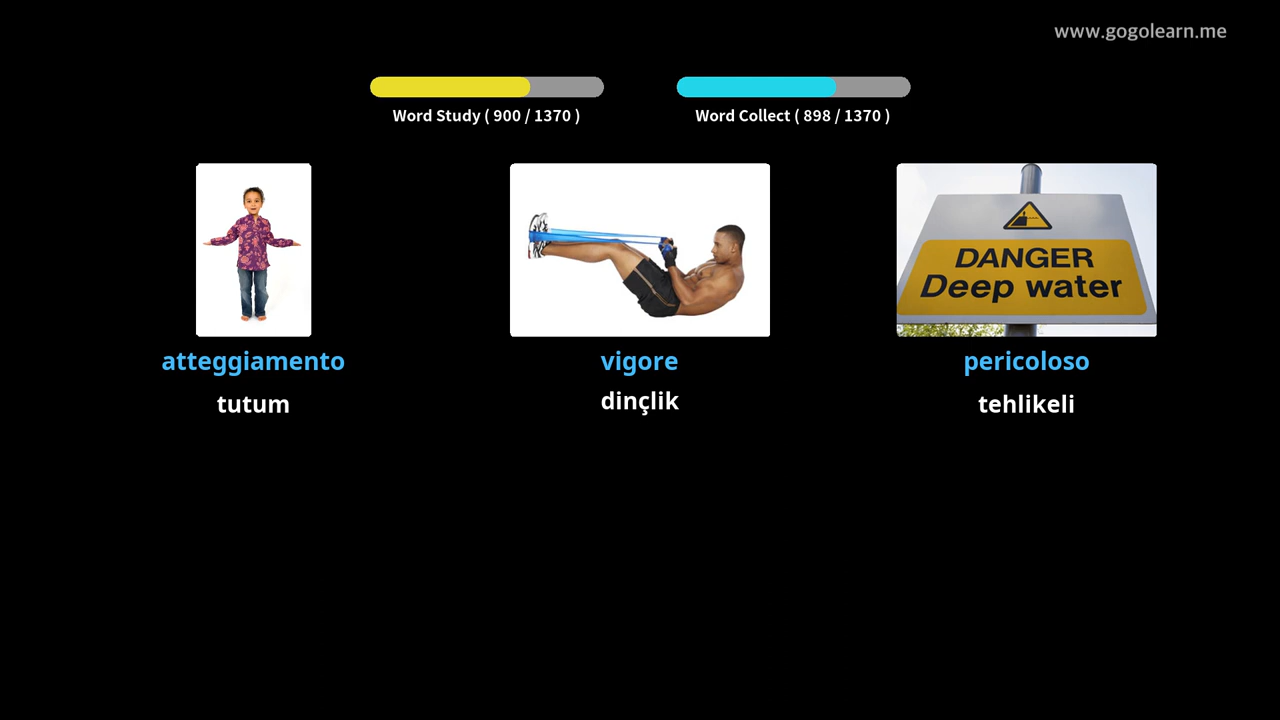 www.gogolearn.me
Word Study ( 900 / 1370 )
Word Collect ( 898 / 1370 )
DANGER
Deep water
atteggiamento
vigore
pericoloso
tutum
dinçlik
tehlikeli